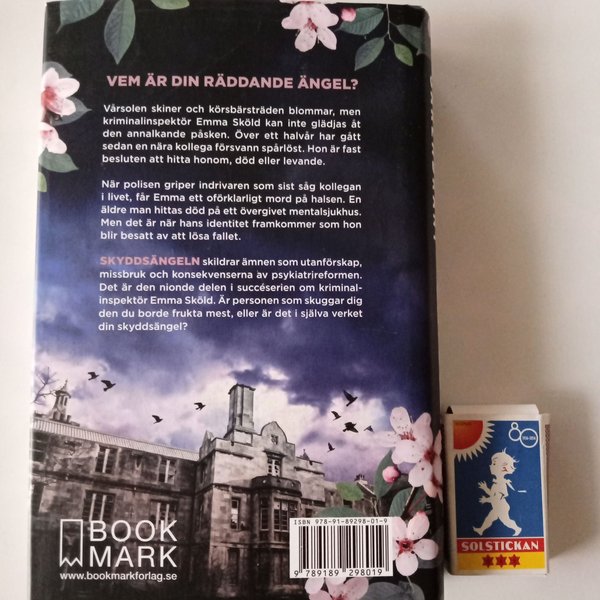 VEM ÄR DIN RÄDDANDE ÄNGEL?
Vårsolen skiner och körsbärsträden blommar, men
kriminalinspektör Emma Sköld kan inte glädjas åt
den annalkande påsken. Över ett halvår har gått
sedan en nära kollega försvann spårlöst. Hon är fast
besluten att hitta honom, död eller levande.
När polisen griper indrivaren som sist såg kollegan
i livet, får Emma ett oförklarligt mord på halsen. En
äldre man hittas död på ett övergivet mentalsjukhus.
Men det är när hans identitet framkommer som hon
blir besatt av att lösa fallet.
SKYDDSÄNGELN skildrar ämnen som utanförskap,
missbruk och konsekvenserna av psykiatrireformen.
Det är den nionde delen i succéserien om kriminal-
inspektör Emma Sköld. Är personen som skuggar dig
den du borde frukta mest, eller är det i själva verket
din skyddsängel?
BOOK
MARK
www.bookmarkforlag.se
ISBN 978-91-89298-01-9
9 789189 298019
SOLSTICKAN